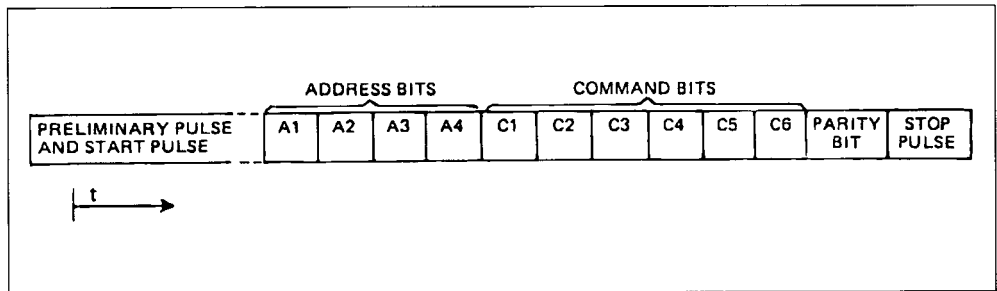 ADDRESS BITS
COMMAND BITS
PRELIMINARY PULSE
AND START PULSE
A1 A2 A3 A4 C1 C2 C3 C4 C5 C6
PARITY
BIT
STOP
PULSE
t